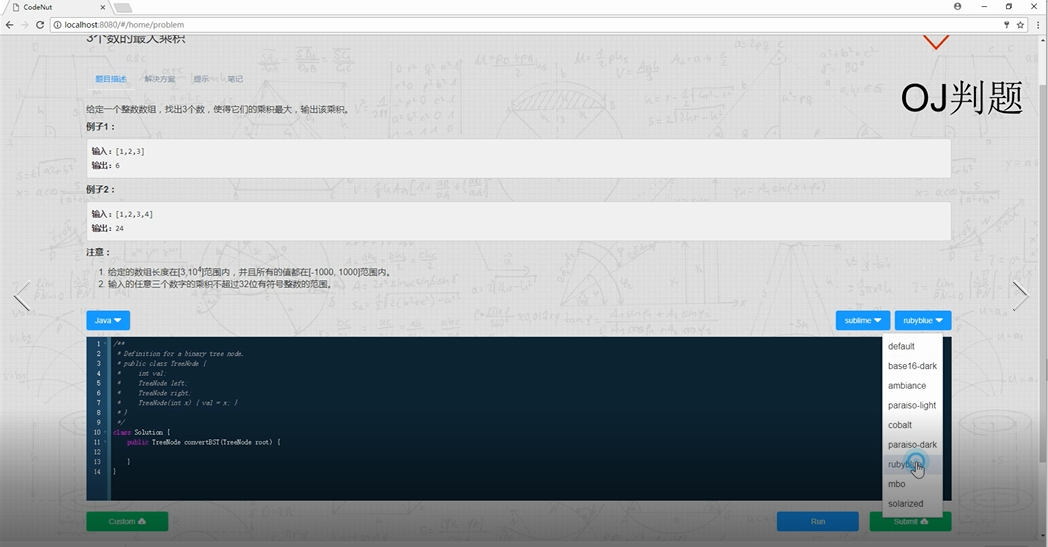 CodeNut
localhost:8080/#/home/problem
3个数的最大乘积
OJ判题
题目描述 解决方案 提示 笔记
给定一个整数数组，找出3个数，使得它们的乘积最大，输出该乘积。
例子1：
输入：[1,2,3]
输出：6
例子2：
输入：[1,2,3,4]
输出：24
注意：
1. 给定的数组长度在[3,10⁴]范围内，并且所有的值都在[-1000, 1000]范围内。
2. 输入的任意三个数字的乘积不超过32位有符号整数的范围。
Java sublime rubyblue
1 /**
2 * Definition for a binary tree node.
3 * public class TreeNode {
4 * int val;
5 * TreeNode left;
6 * TreeNode right;
7 * TreeNode(int x) { val = x; }
8 * }
9 */
10 class Solution {
11 public TreeNode convertBST(TreeNode root) {
12
13 }
14 }
default
base16-dark
ambiance
paraiso-light
cobalt
paraiso-dark
rubyblue
mbo
solarized
Custom Run Submit